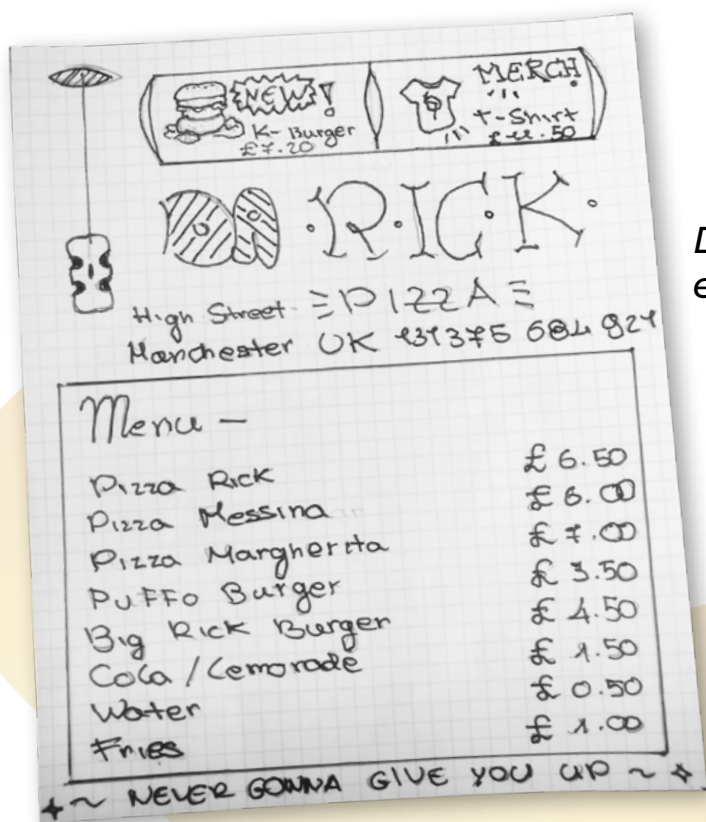 NEW!
K-Burger
£7.20
MERCH
T-Shirt
DA RICK
High Street PIZZA
Manchester UK
Menu -
Pizza Rick £ 6.50
Pizza Messina £ 6.00
Pizza Margherita £ 7.00
Puffo Burger £ 3.50
Big Rick Burger £ 4.50
Cola / Lemonade £ 1.50
Water £ 0.50
Fries £ 1.00
~ NEVER GONNA GIVE YOU UP ~